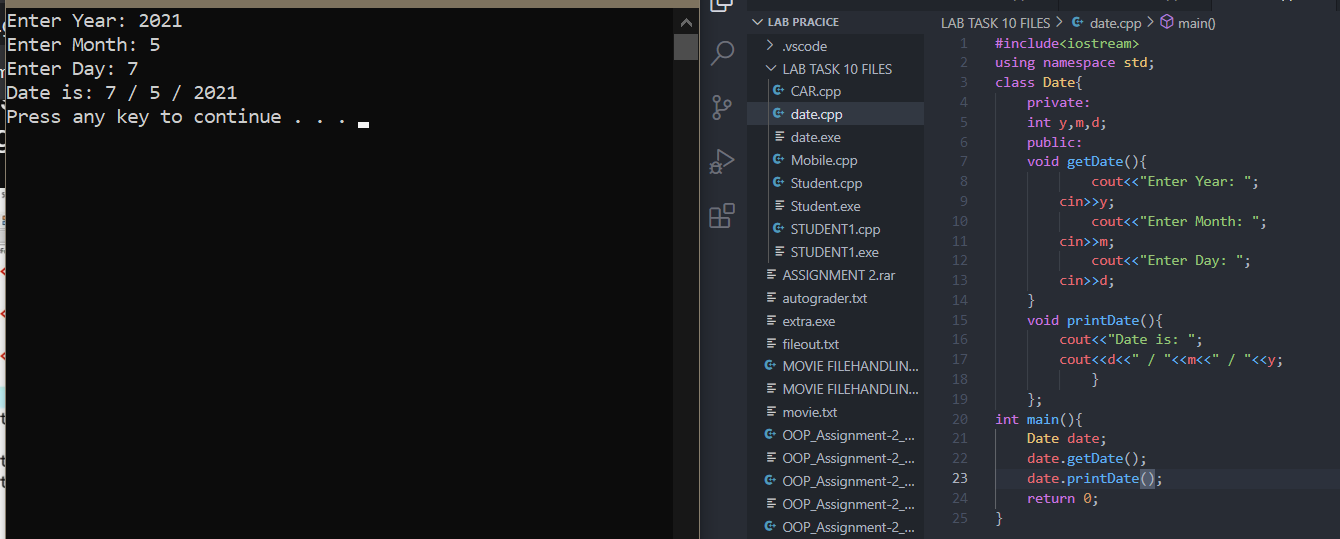 Enter Year: 2021
Enter Month: 5
Enter Day: 7
Date is: 7 / 5 / 2021
Press any key to continue . . .
LAB PRACICE
.vscode
LAB TASK 10 FILES
CAR.cpp
date.cpp
date.exe
Mobile.cpp
Student.cpp
Student.exe
STUDENT1.cpp
STUDENT1.exe
ASSIGNMENT 2.rar
autograder.txt
extra.exe
fileout.txt
MOVIE FILEHANDLIN...
MOVIE FILEHANDLIN...
movie.txt
OOP_Assignment-2_...
OOP_Assignment-2_...
OOP_Assignment-2_...
OOP_Assignment-2_...
OOP_Assignment-2_...
LAB TASK 10 FILES > date.cpp > main()
1 #include<iostream>
2 using namespace std;
3 class Date{
4 private:
5 int y,m,d;
6 public:
7 void getDate(){
8 cout<<"Enter Year: ";
9 cin>>y;
10 cout<<"Enter Month: ";
11 cin>>m;
12 cout<<"Enter Day: ";
13 cin>>d;
14 }
15 void printDate(){
16 cout<<"Date is: ";
17 cout<<d<<" / "<<m<<" / "<<y;
18 }
19 };
20 int main(){
21 Date date;
22 date.getDate();
23 date.printDate();
24 return 0;
25 }